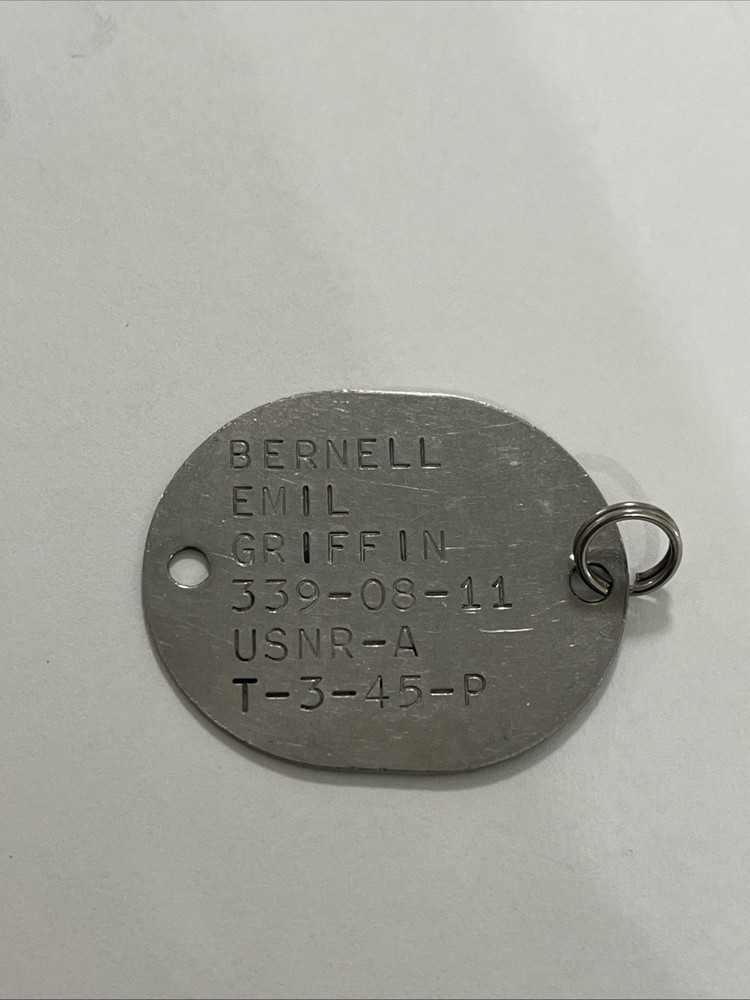 BERNELL
EMIL
GRIFFIN
339-08-11
USNR-A
T-3-45-P